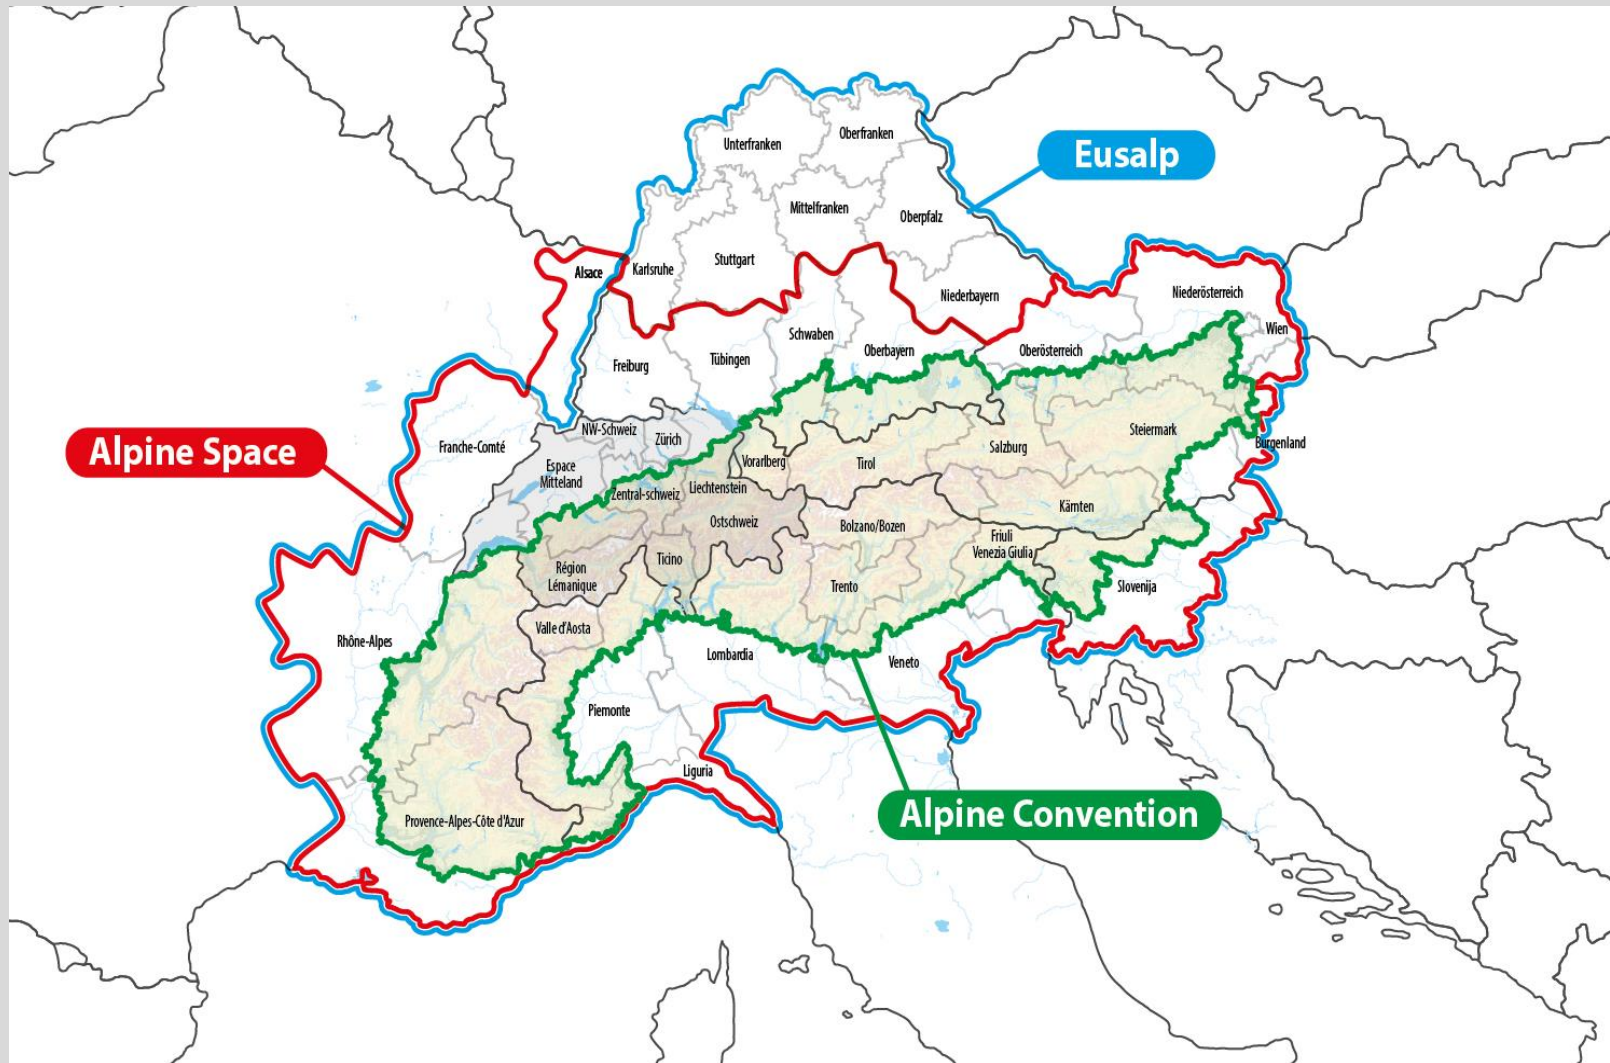 Unterfranken
Oberfranken
Eusalp
Mittelfranken
Oberpfalz
Alsace
Karlsruhe
Stuttgart
Niederbayern
Niederösterreich
Wien
Schwaben
Oberbayern
Oberösterreich
Freiburg
Tübingen
Alpine Space
Franche-Comté
NW-Schweiz
Zürich
Steiermark
Burgenland
Espace
Mitteland
Vorarlberg
Tirol
Salzburg
Zentral-schweiz
Liechtenstein
Ostschweiz
Bolzano/Bozen
Kärnten
Friuli
Venezia Giulia
Région
Lémanique
Ticino
Trento
Slovenija
Valle d'Aosta
Rhône-Alpes
Lombardia
Veneto
Piemonte
Liguria
Provence-Alpes-Côte d'Azur
Alpine Convention